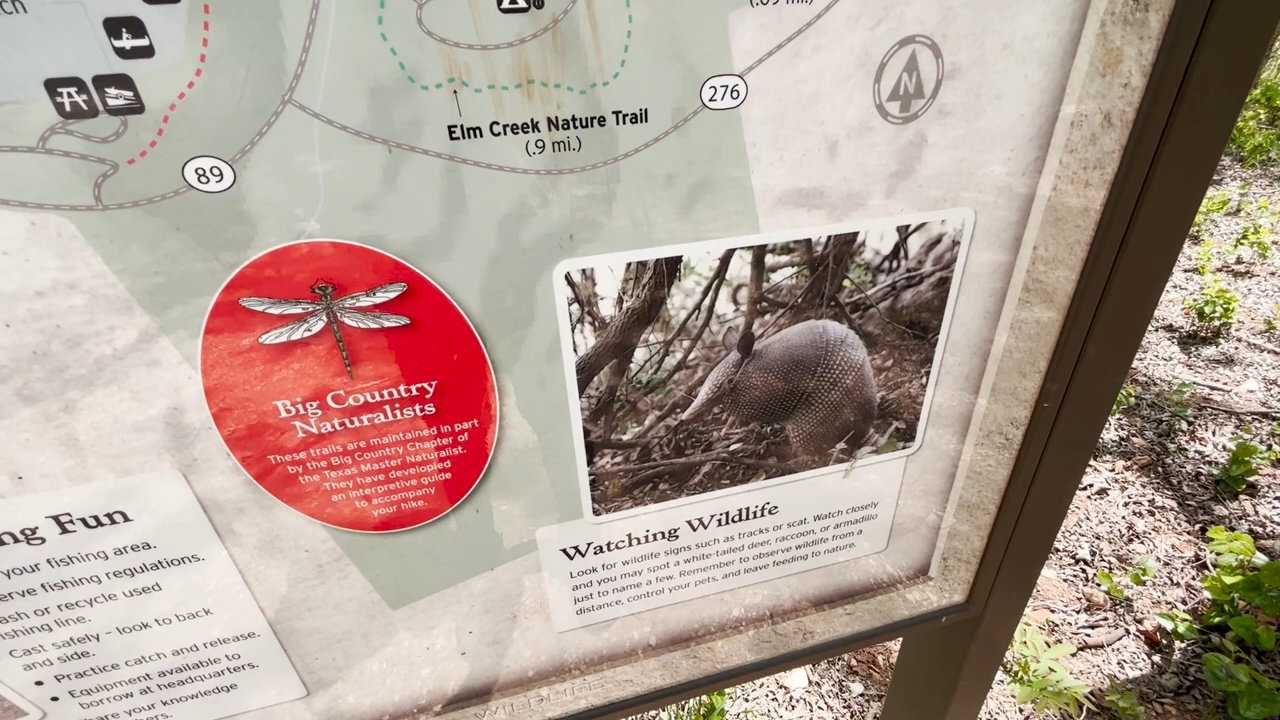 ch
(.09 mi.)
276
N
Elm Creek Nature Trail
(.9 mi.)
89
Big Country
Naturalists
These trails are maintained in part
by the Big Country Chapter of
the Texas Master Naturalist.
They have developled
an interpretive guide
to accompany
your hike.
Watching Wildlife
Look for wildlife signs such as tracks or scat. Watch closely
and you may spot a white-tailed deer, raccoon, or armadillo
just to name a few. Remember to observe wildlife from a
distance, control your pets, and leave feeding to nature.
ng Fun
your fishing area.
erve fishing regulations.
ash or recycle used
ishing line.
Cast safely - look to back
and side.
• Practice catch and release.
• Equipment available to
borrow at headquarters.
hare your knowledge
hers.
WILDLIFE